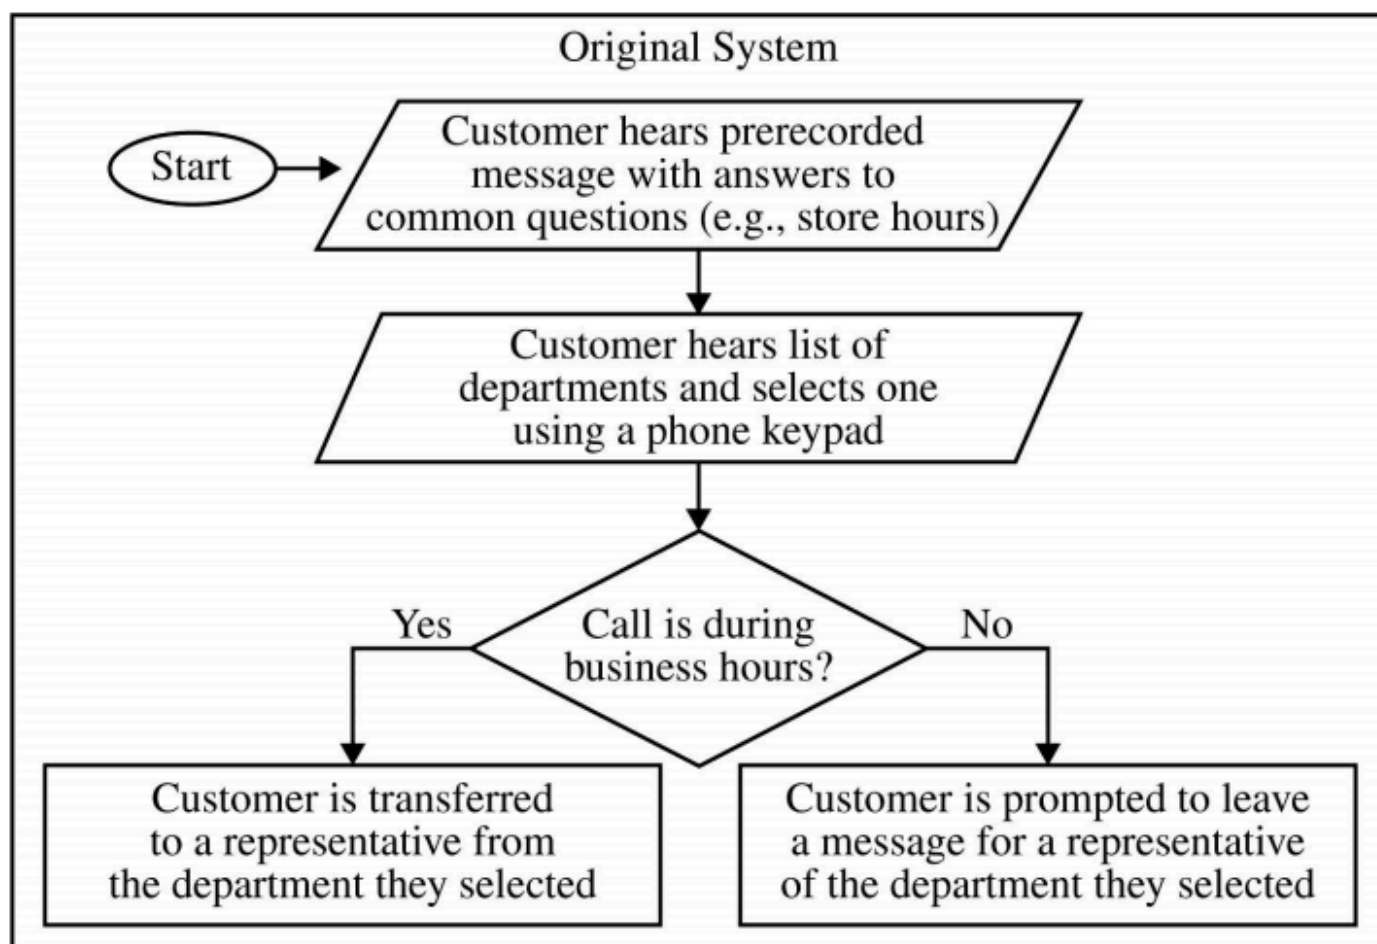 Original System
Start
Customer hears prerecorded
message with answers to
common questions (e.g., store hours)
Customer hears list of
departments and selects one
using a phone keypad
Yes
Call is during
business hours?
No
Customer is transferred
to a representative from
the department they selected
Customer is prompted to leave
a message for a representative
of the department they selected